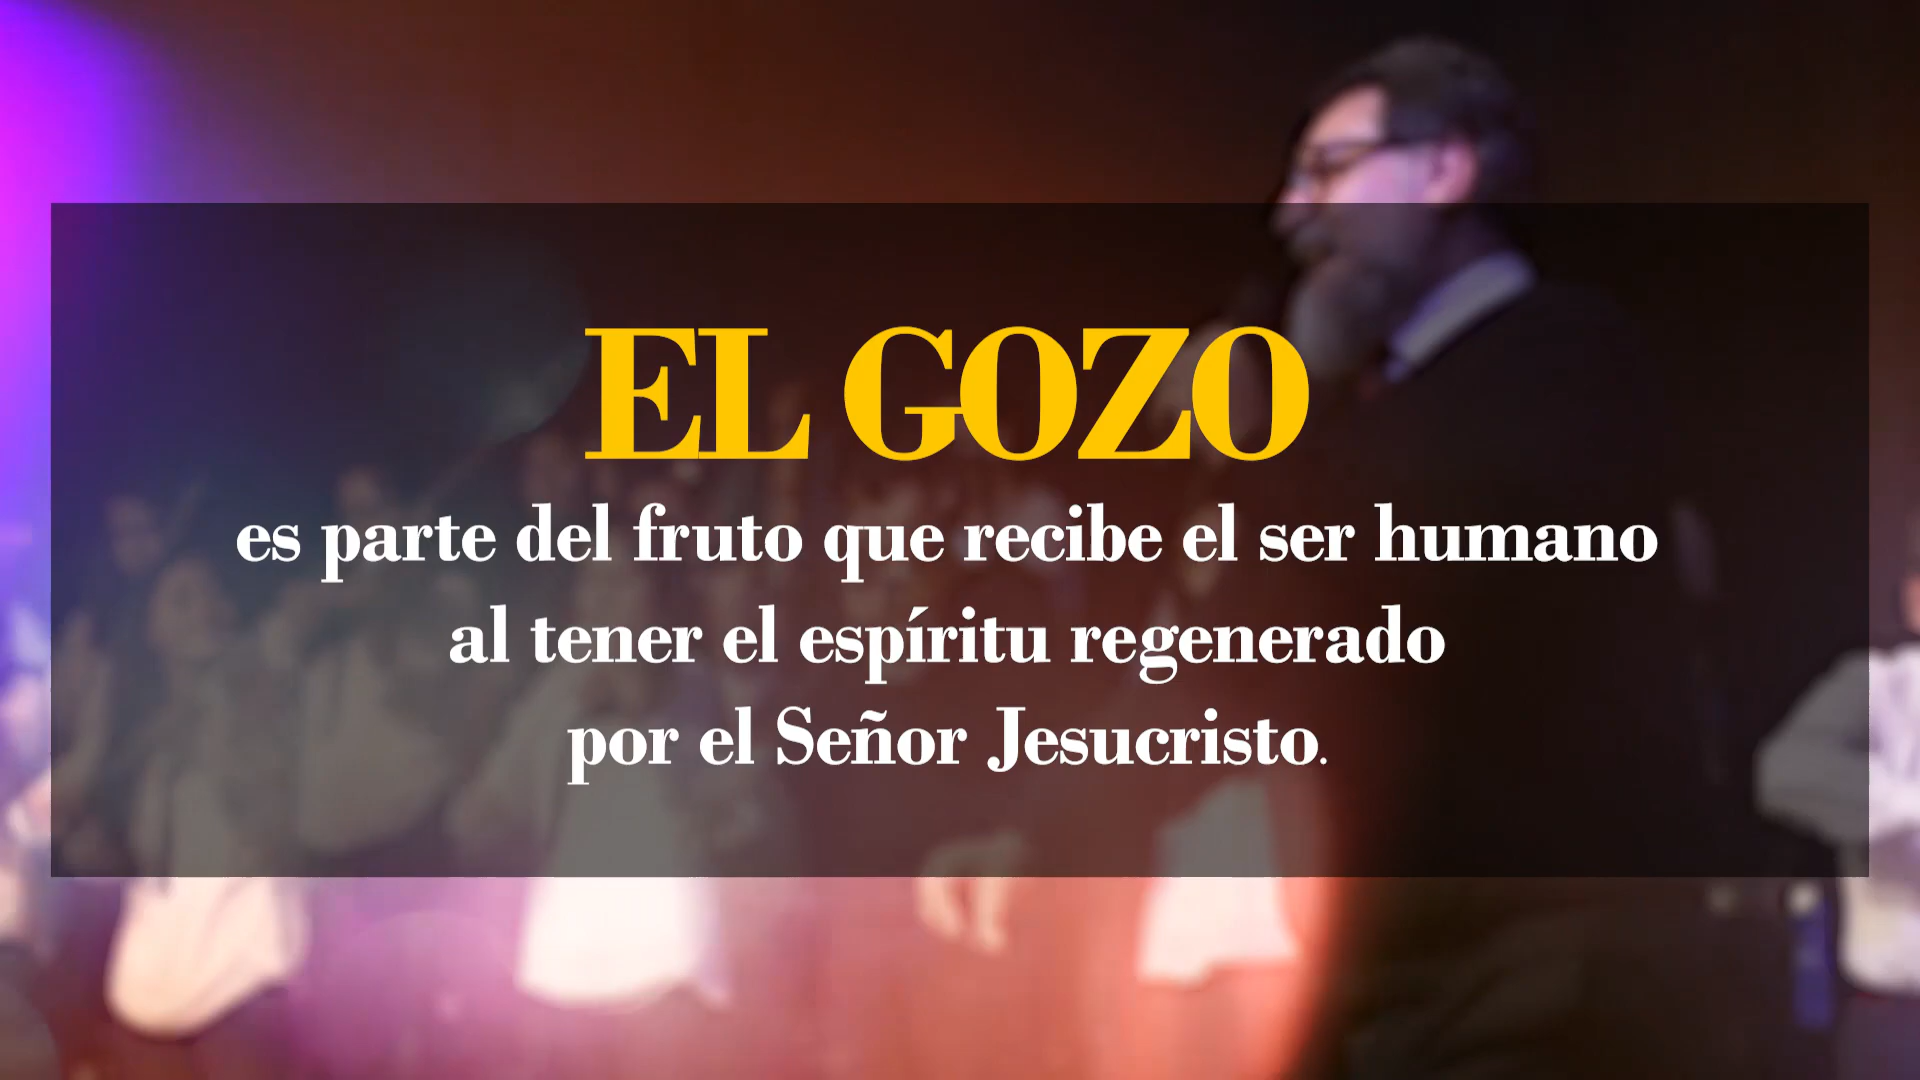 EL GOZO
es parte del fruto que recibe el ser humano
al tener el espíritu regenerado
por el Señor Jesucristo.